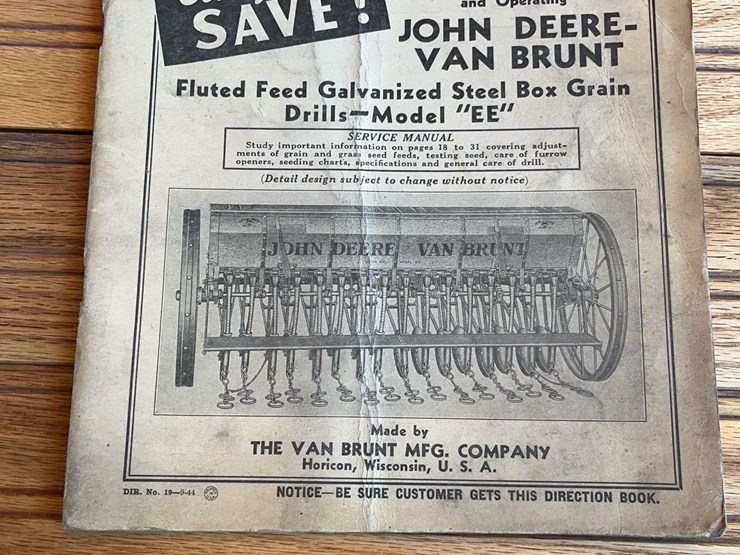 SAVE!
and Operating
JOHN DEERE-
VAN BRUNT
Fluted Feed Galvanized Steel Box Grain
Drills—Model "EE"
SERVICE MANUAL
Study important information on pages 18 to 31 covering adjust-
ments of grain and grass seed feeds, testing seed, care of furrow
openers, seeding charts, specifications and general care of drill.
(Detail design subject to change without notice)
JOHN DEERE VAN BRUNT
Made by
THE VAN BRUNT MFG. COMPANY
Horicon, Wisconsin, U. S. A.
DIR. No. 19—9-44
NOTICE—BE SURE CUSTOMER GETS THIS DIRECTION BOOK.